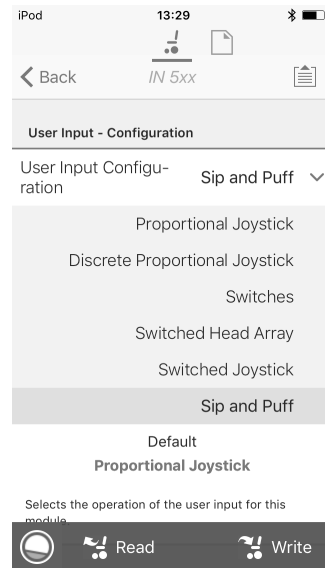 iPod 13:29
Back IN 5xx
User Input - Configuration
User Input Configu-
ration
Sip and Puff
Proportional Joystick
Discrete Proportional Joystick
Switches
Switched Head Array
Switched Joystick
Sip and Puff
Default
Proportional Joystick
Selects the operation of the user input for this
module.
Read Write